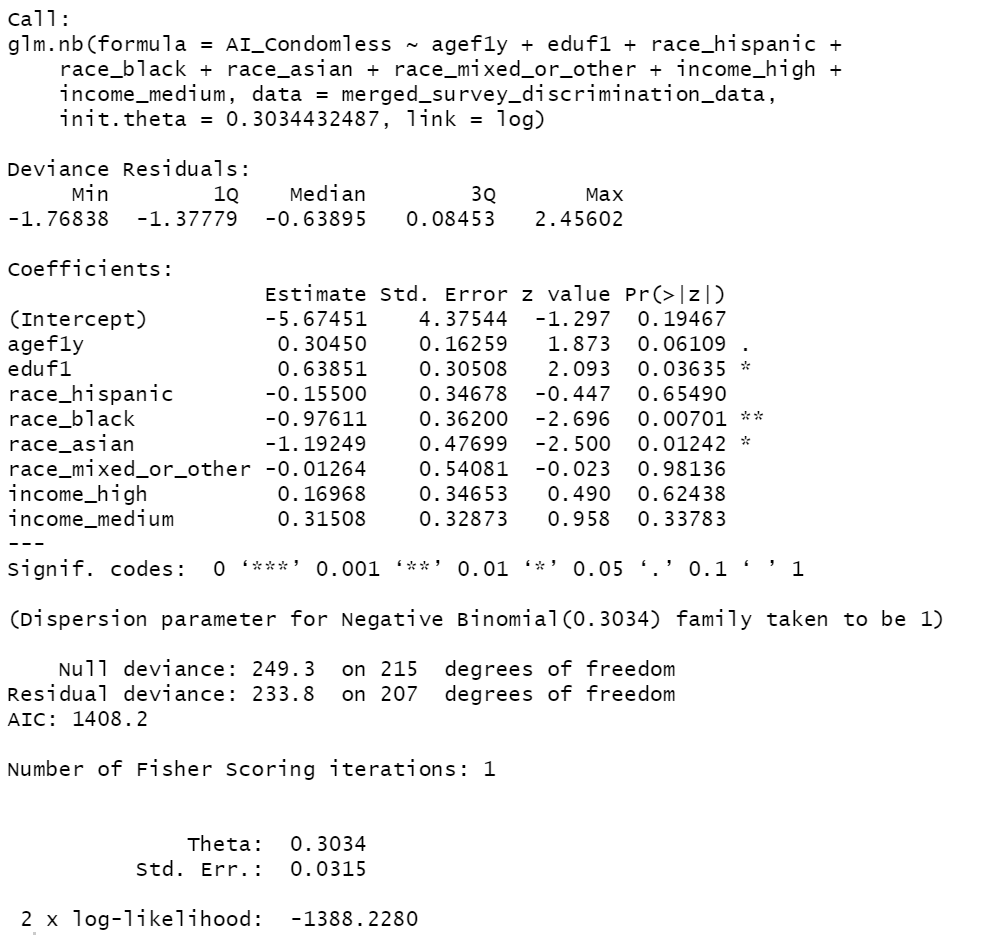 Call:
glm.nb(formula = AI_Condomless ~ agef1y + eduf1 + race_hispanic +
    race_black + race_asian + race_mixed_or_other + income_high +
    income_medium, data = merged_survey_discrimination_data,
    init.theta = 0.3034432487, link = log)

Deviance Residuals:
     Min        1Q    Median        3Q       Max
-1.76838  -1.37779  -0.63895   0.08453   2.45602

Coefficients:
                    Estimate Std. Error z value Pr(>|z|)
(Intercept)         -5.67451    4.37544  -1.297  0.19467
agef1y               0.30450    0.16259   1.873  0.06109 .
eduf1                0.63851    0.30508   2.093  0.03635 *
race_hispanic       -0.15500    0.34678  -0.447  0.65490
race_black          -0.97611    0.36200  -2.696  0.00701 **
race_asian          -1.19249    0.47699  -2.500  0.01242 *
race_mixed_or_other -0.01264    0.54081  -0.023  0.98136
income_high          0.16968    0.34653   0.490  0.62438
income_medium        0.31508    0.32873   0.958  0.33783
---
Signif. codes:  0 ‘***’ 0.001 ‘**’ 0.01 ‘*’ 0.05 ‘.’ 0.1 ‘ ’ 1

(Dispersion parameter for Negative Binomial(0.3034) family taken to be 1)

    Null deviance: 249.3  on 215  degrees of freedom
Residual deviance: 233.8  on 207  degrees of freedom
AIC: 1408.2

Number of Fisher Scoring iterations: 1


              Theta:  0.3034
          Std. Err.:  0.0315

 2 x log-likelihood:  -1388.2280